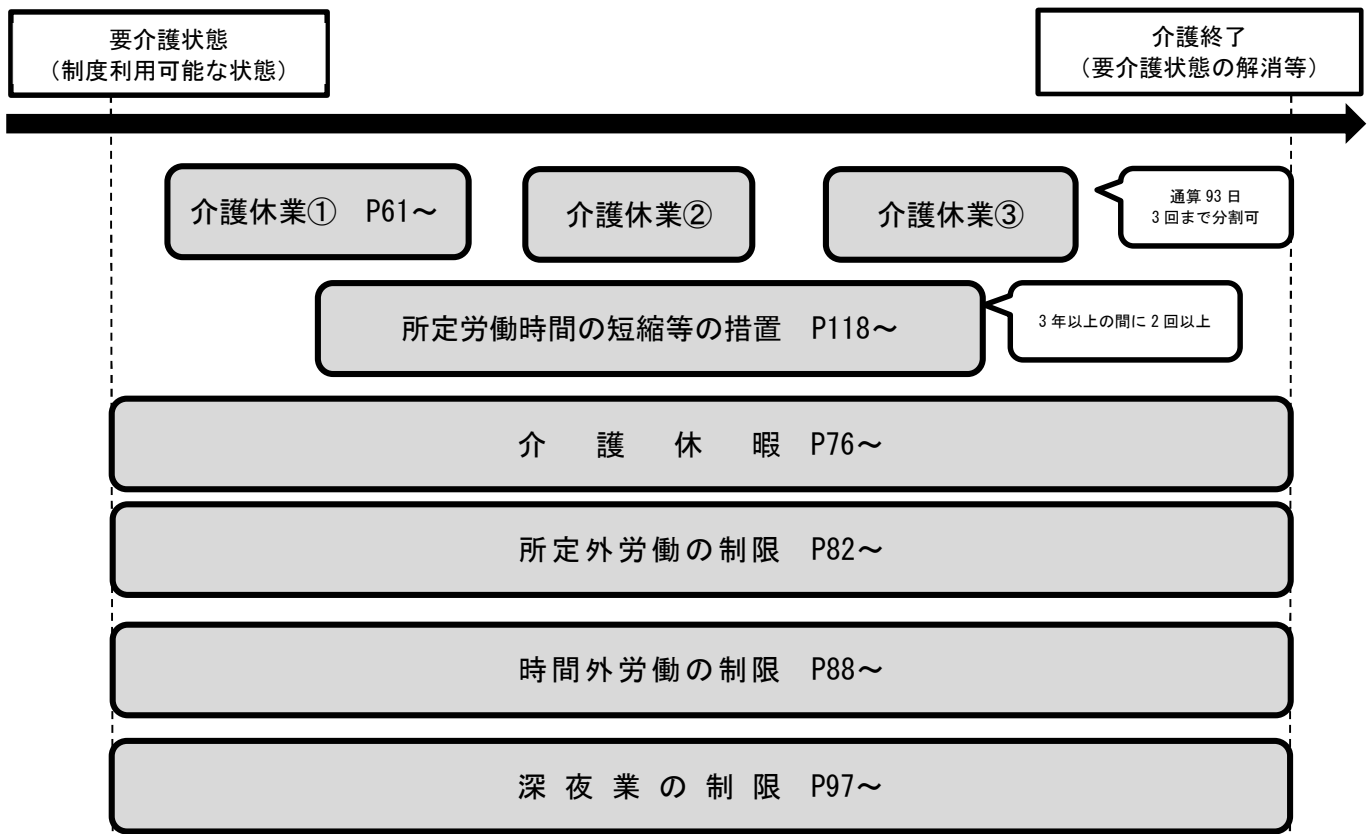 要介護状態
（制度利用可能な状態）
介護終了
（要介護状態の解消等）
介護休業① P61～
介護休業②
介護休業③
通算 93 日
3 回まで分割可
所定労働時間の短縮等の措置 P118～
3 年以上の間に 2 回以上
介 護 休 暇 P76～
所定外労働の制限 P82～
時間外労働の制限 P88～
深 夜 業 の 制 限 P97～